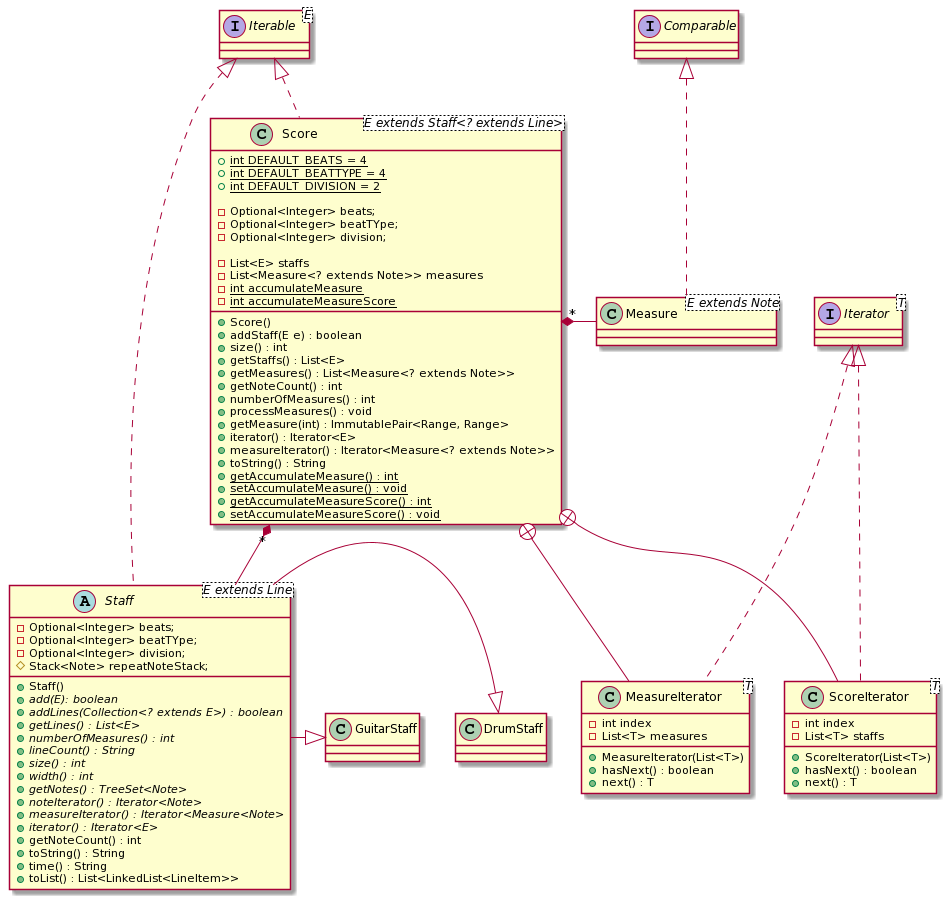 I Iterable E
I Comparable
C Score E extends Staff<? extends Line>
int DEFAULT_BEATS = 4
int DEFAULT_BEATTYPE = 4
int DEFAULT_DIVISION = 2
Optional<Integer> beats;
Optional<Integer> beatTYpe;
Optional<Integer> division;
List<E> staffs
List<Measure<? extends Note>> measures
int accumulateMeasure
int accumulateMeasureScore
Score()
addStaff(E e) : boolean
size() : int
getStaffs() : List<E>
getMeasures() : List<Measure<? extends Note>>
getNoteCount() : int
numberOfMeasures() : int
processMeasures() : void
getMeasure(int) : ImmutablePair<Range, Range>
iterator() : Iterator<E>
measureIterator() : Iterator<Measure<? extends Note>>
toString() : String
getAccumulateMeasure() : int
setAccumulateMeasure() : void
getAccumulateMeasureScore() : int
setAccumulateMeasureScore() : void
*
C Measure E extends Note
I Iterator T
*
A Staff E extends Line
Optional<Integer> beats;
Optional<Integer> beatTYpe;
Optional<Integer> division;
Stack<Note> repeatNoteStack;
Staff()
add(E): boolean
addLines(Collection<? extends E>) : boolean
getLines() : List<E>
numberOfMeasures() : int
lineCount() : String
size() : int
width() : int
getNotes() : TreeSet<Note>
noteIterator() : Iterator<Note>
measureIterator() : Iterator<Measure<Note>
iterator() : Iterator<E>
getNoteCount() : int
toString() : String
time() : String
toList() : List<LinkedList<LineItem>>
C GuitarStaff
C DrumStaff
C MeasureIterator T
int index
List<T> measures
MeasureIterator(List<T>)
hasNext() : boolean
next() : T
C ScoreIterator T
int index
List<T> staffs
ScoreIterator(List<T>)
hasNext() : boolean
next() : T